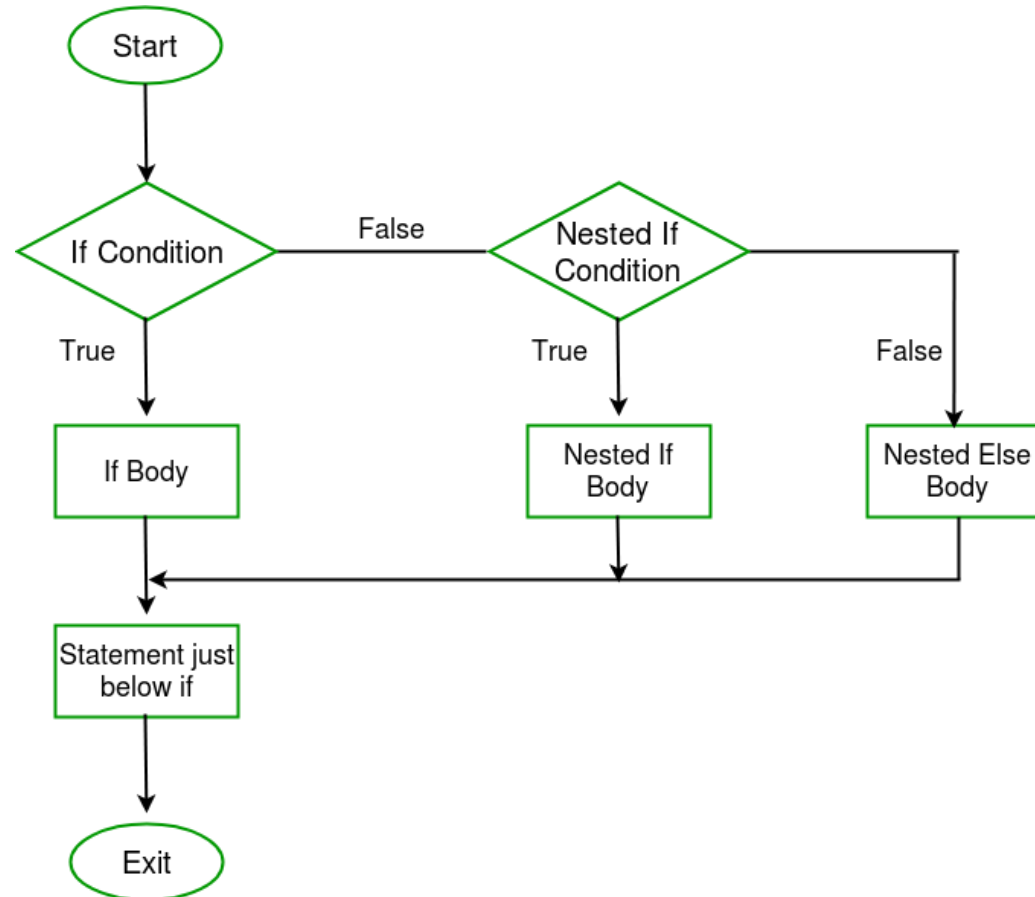 Start
If Condition
False
Nested If
Condition
True
True
False
If Body
Nested If
Body
Nested Else
Body
Statement just
below if
Exit